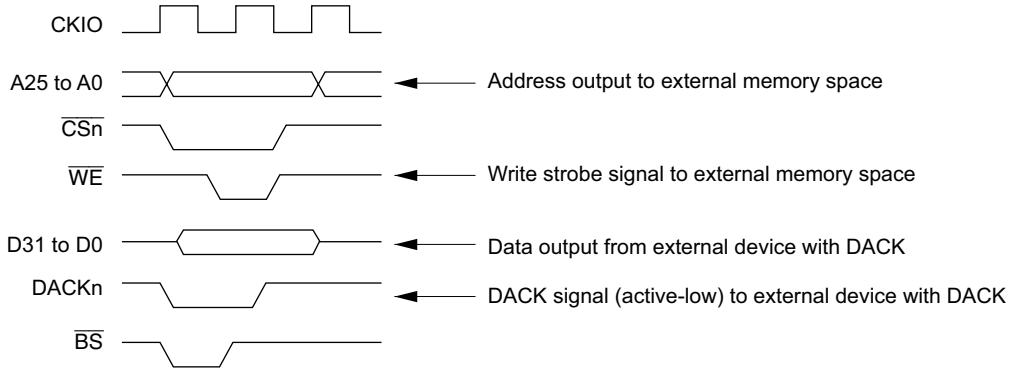 CKIO
A25 to A0
Address output to external memory space
CSn
WE
Write strobe signal to external memory space
D31 to D0
Data output from external device with DACK
DACKn
DACK signal (active-low) to external device with DACK
BS